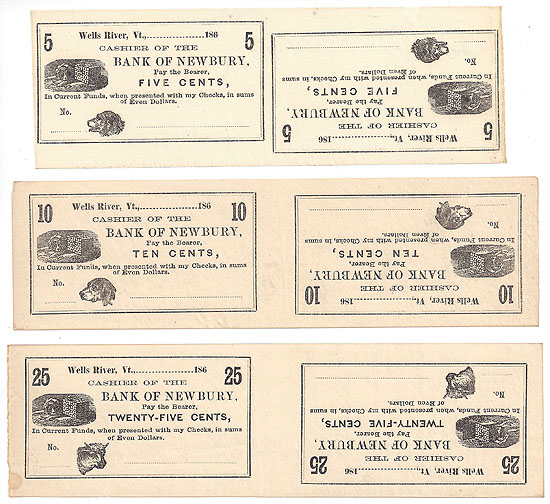 5 Wells River, Vt.,....................186 5
CASHIER OF THE
BANK OF NEWBURY,
Pay the Bearer,
FIVE CENTS,
In Current Funds, when presented with my Checks, in sums
of Even Dollars.
No.
5 Wells River, Vt.,....................186 5
CASHIER OF THE
BANK OF NEWBURY,
Pay the Bearer,
FIVE CENTS,
In Current Funds, when presented with my Checks, in sums
of Even Dollars.
No.
10 Wells River, Vt.,....................186 10
CASHIER OF THE
BANK OF NEWBURY,
Pay the Bearer,
TEN CENTS,
In Current Funds, when presented with my Checks, in sums
of Even Dollars.
No.
10 Wells River, Vt.,....................186 10
CASHIER OF THE
BANK OF NEWBURY,
Pay the Bearer,
TEN CENTS,
In Current Funds, when presented with my Checks, in sums
of Even Dollars.
No.
25 Wells River, Vt.,....................186 25
CASHIER OF THE
BANK OF NEWBURY,
Pay the Bearer,
TWENTY-FIVE CENTS,
In Current Funds, when presented with my Checks, in sums
of Even Dollars.
No.
25 Wells River, Vt.,....................186 25
CASHIER OF THE
BANK OF NEWBURY,
Pay the Bearer,
TWENTY-FIVE CENTS,
In Current Funds, when presented with my Checks, in sums
of Even Dollars.
No.